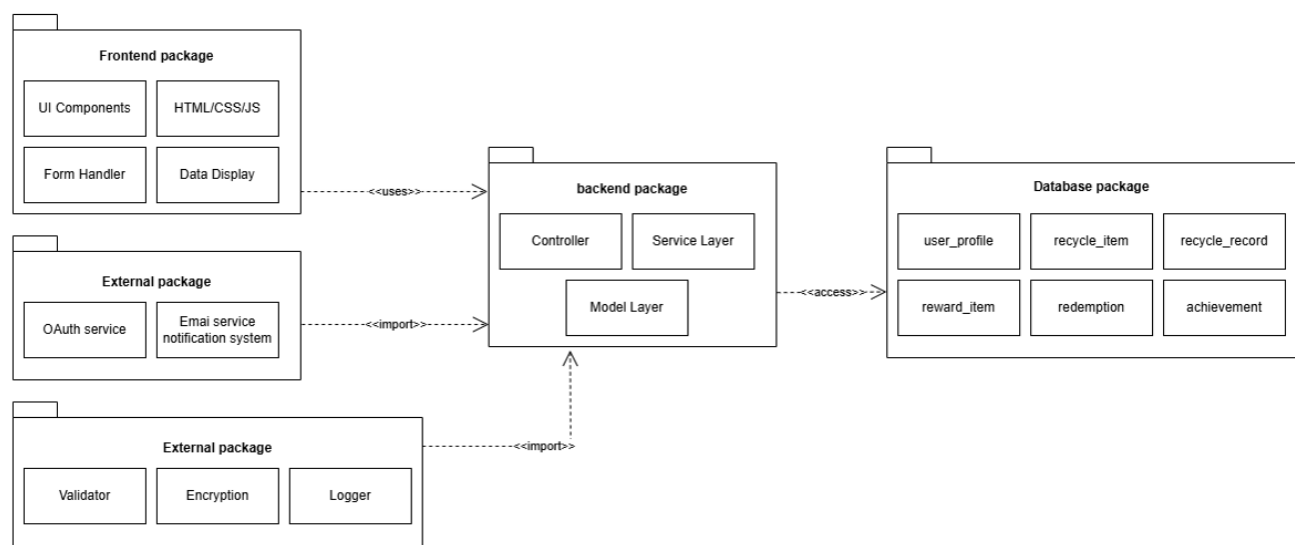 Frontend package
UI Components
HTML/CSS/JS
Form Handler
Data Display
<<uses>>
External package
OAuth service
Emai service
notification system
<<import>>
External package
Validator
Encryption
Logger
<<import>>
backend package
Controller
Service Layer
Model Layer
<<access>>
Database package
user_profile
recycle_item
recycle_record
reward_item
redemption
achievement